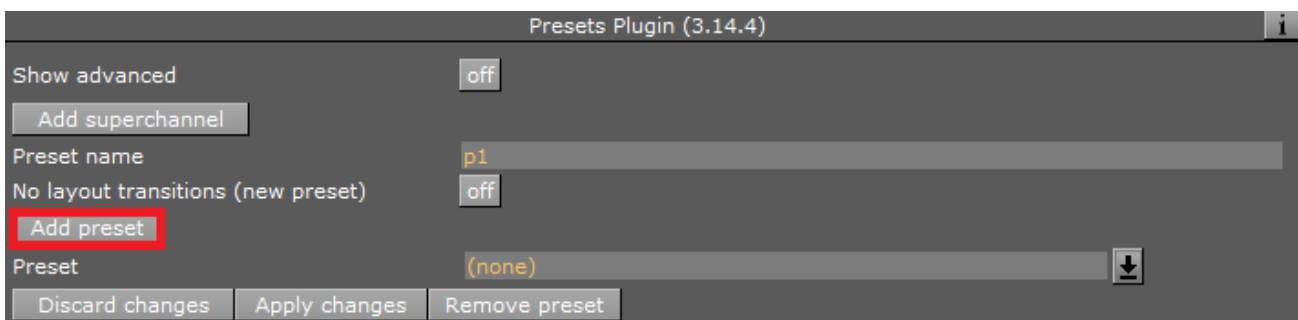 Presets Plugin (3.14.4) i
Show advanced off
Add superchannel
Preset name p1
No layout transitions (new preset) off
Add preset
Preset (none)
Discard changes Apply changes Remove preset